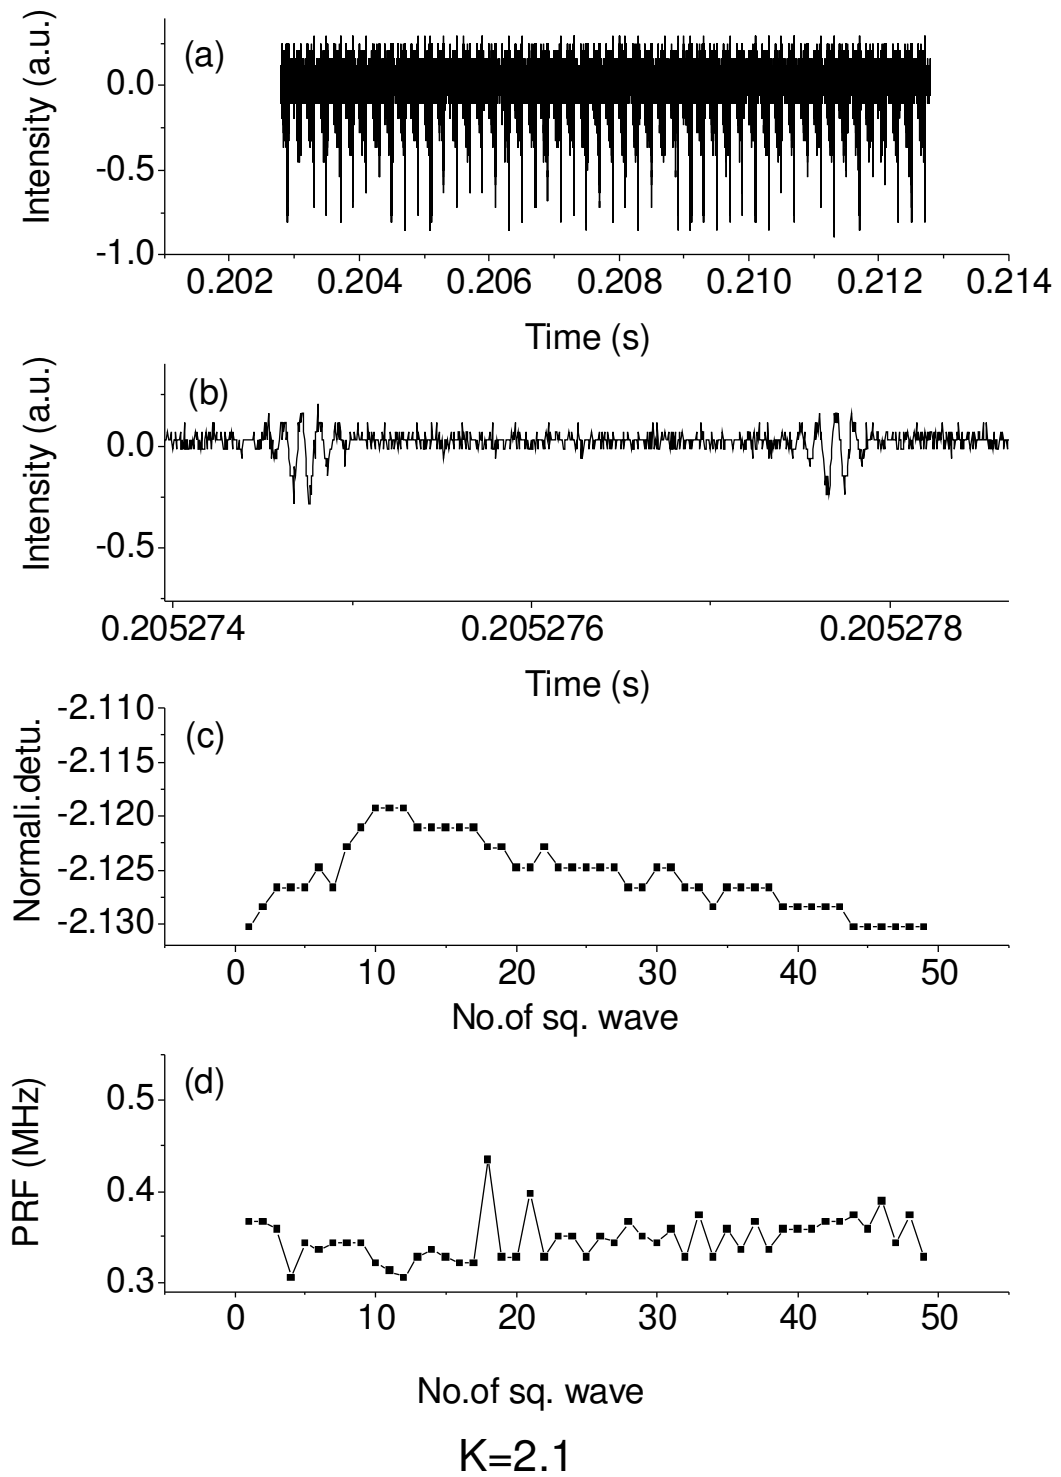 (a)
Intensity (a.u.)
0.0
-0.5
-1.0
0.202 0.204 0.206 0.208 0.210 0.212 0.214
Time (s)
(b)
Intensity (a.u.)
0.0
-0.5
0.205274 0.205276 0.205278
Time (s)
(c)
Normali.detu.
-2.110
-2.115
-2.120
-2.125
-2.130
0 10 20 30 40 50
No.of sq. wave
(d)
PRF (MHz)
0.5
0.4
0.3
0 10 20 30 40 50
No.of sq. wave
K=2.1